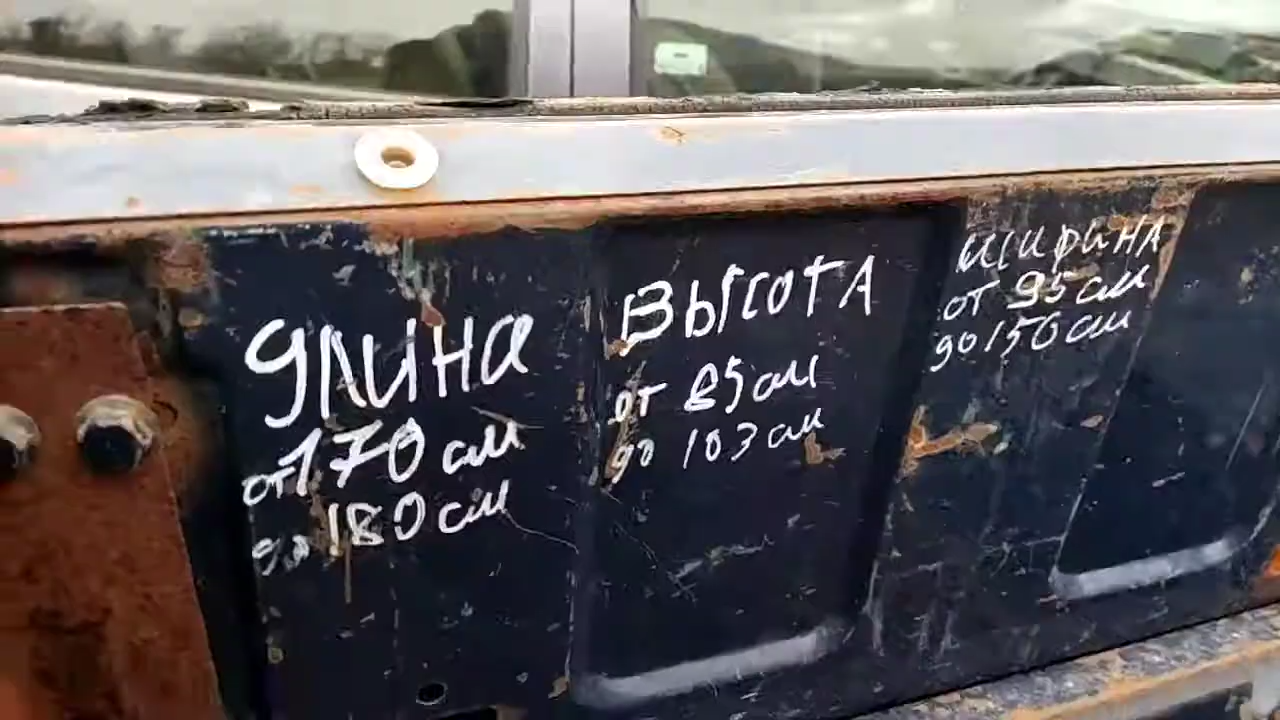 длина
от 170 см
до 180 см
Высота
от 85 см
до 103 см
ширина
от 95 см
до 150 см